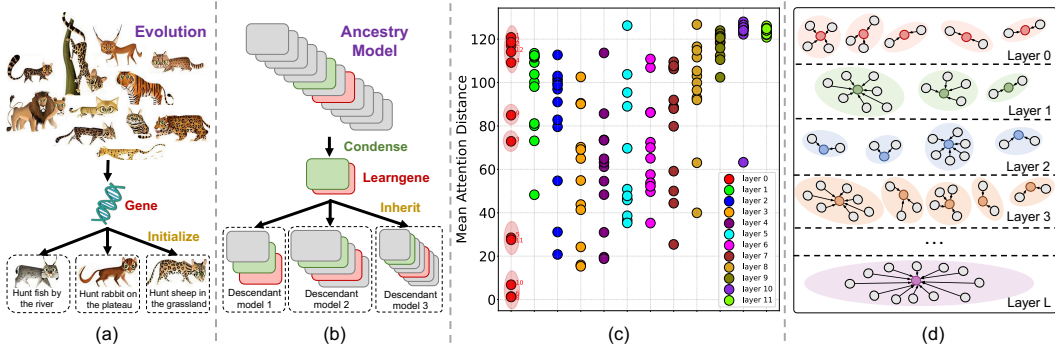 Evolution
Gene
Initialize
Hunt fish by
the river
Hunt rabbit on
the plateau
Hunt sheep in
the grassland
(a)
Ancestry
Model
Condense
Learngene
Inherit
Descendant
model 1
Descendant
model 2
Descendant
model 3
(b)
Mean Attention Distance
120
100
80
60
40
20
0
12
11
layer 0
layer 1
layer 2
layer 3
layer 4
layer 5
layer 6
layer 7
layer 8
layer 9
layer 10
layer 11
(c)
Layer 0
Layer 1
Layer 2
Layer 3
...
Layer L
(d)